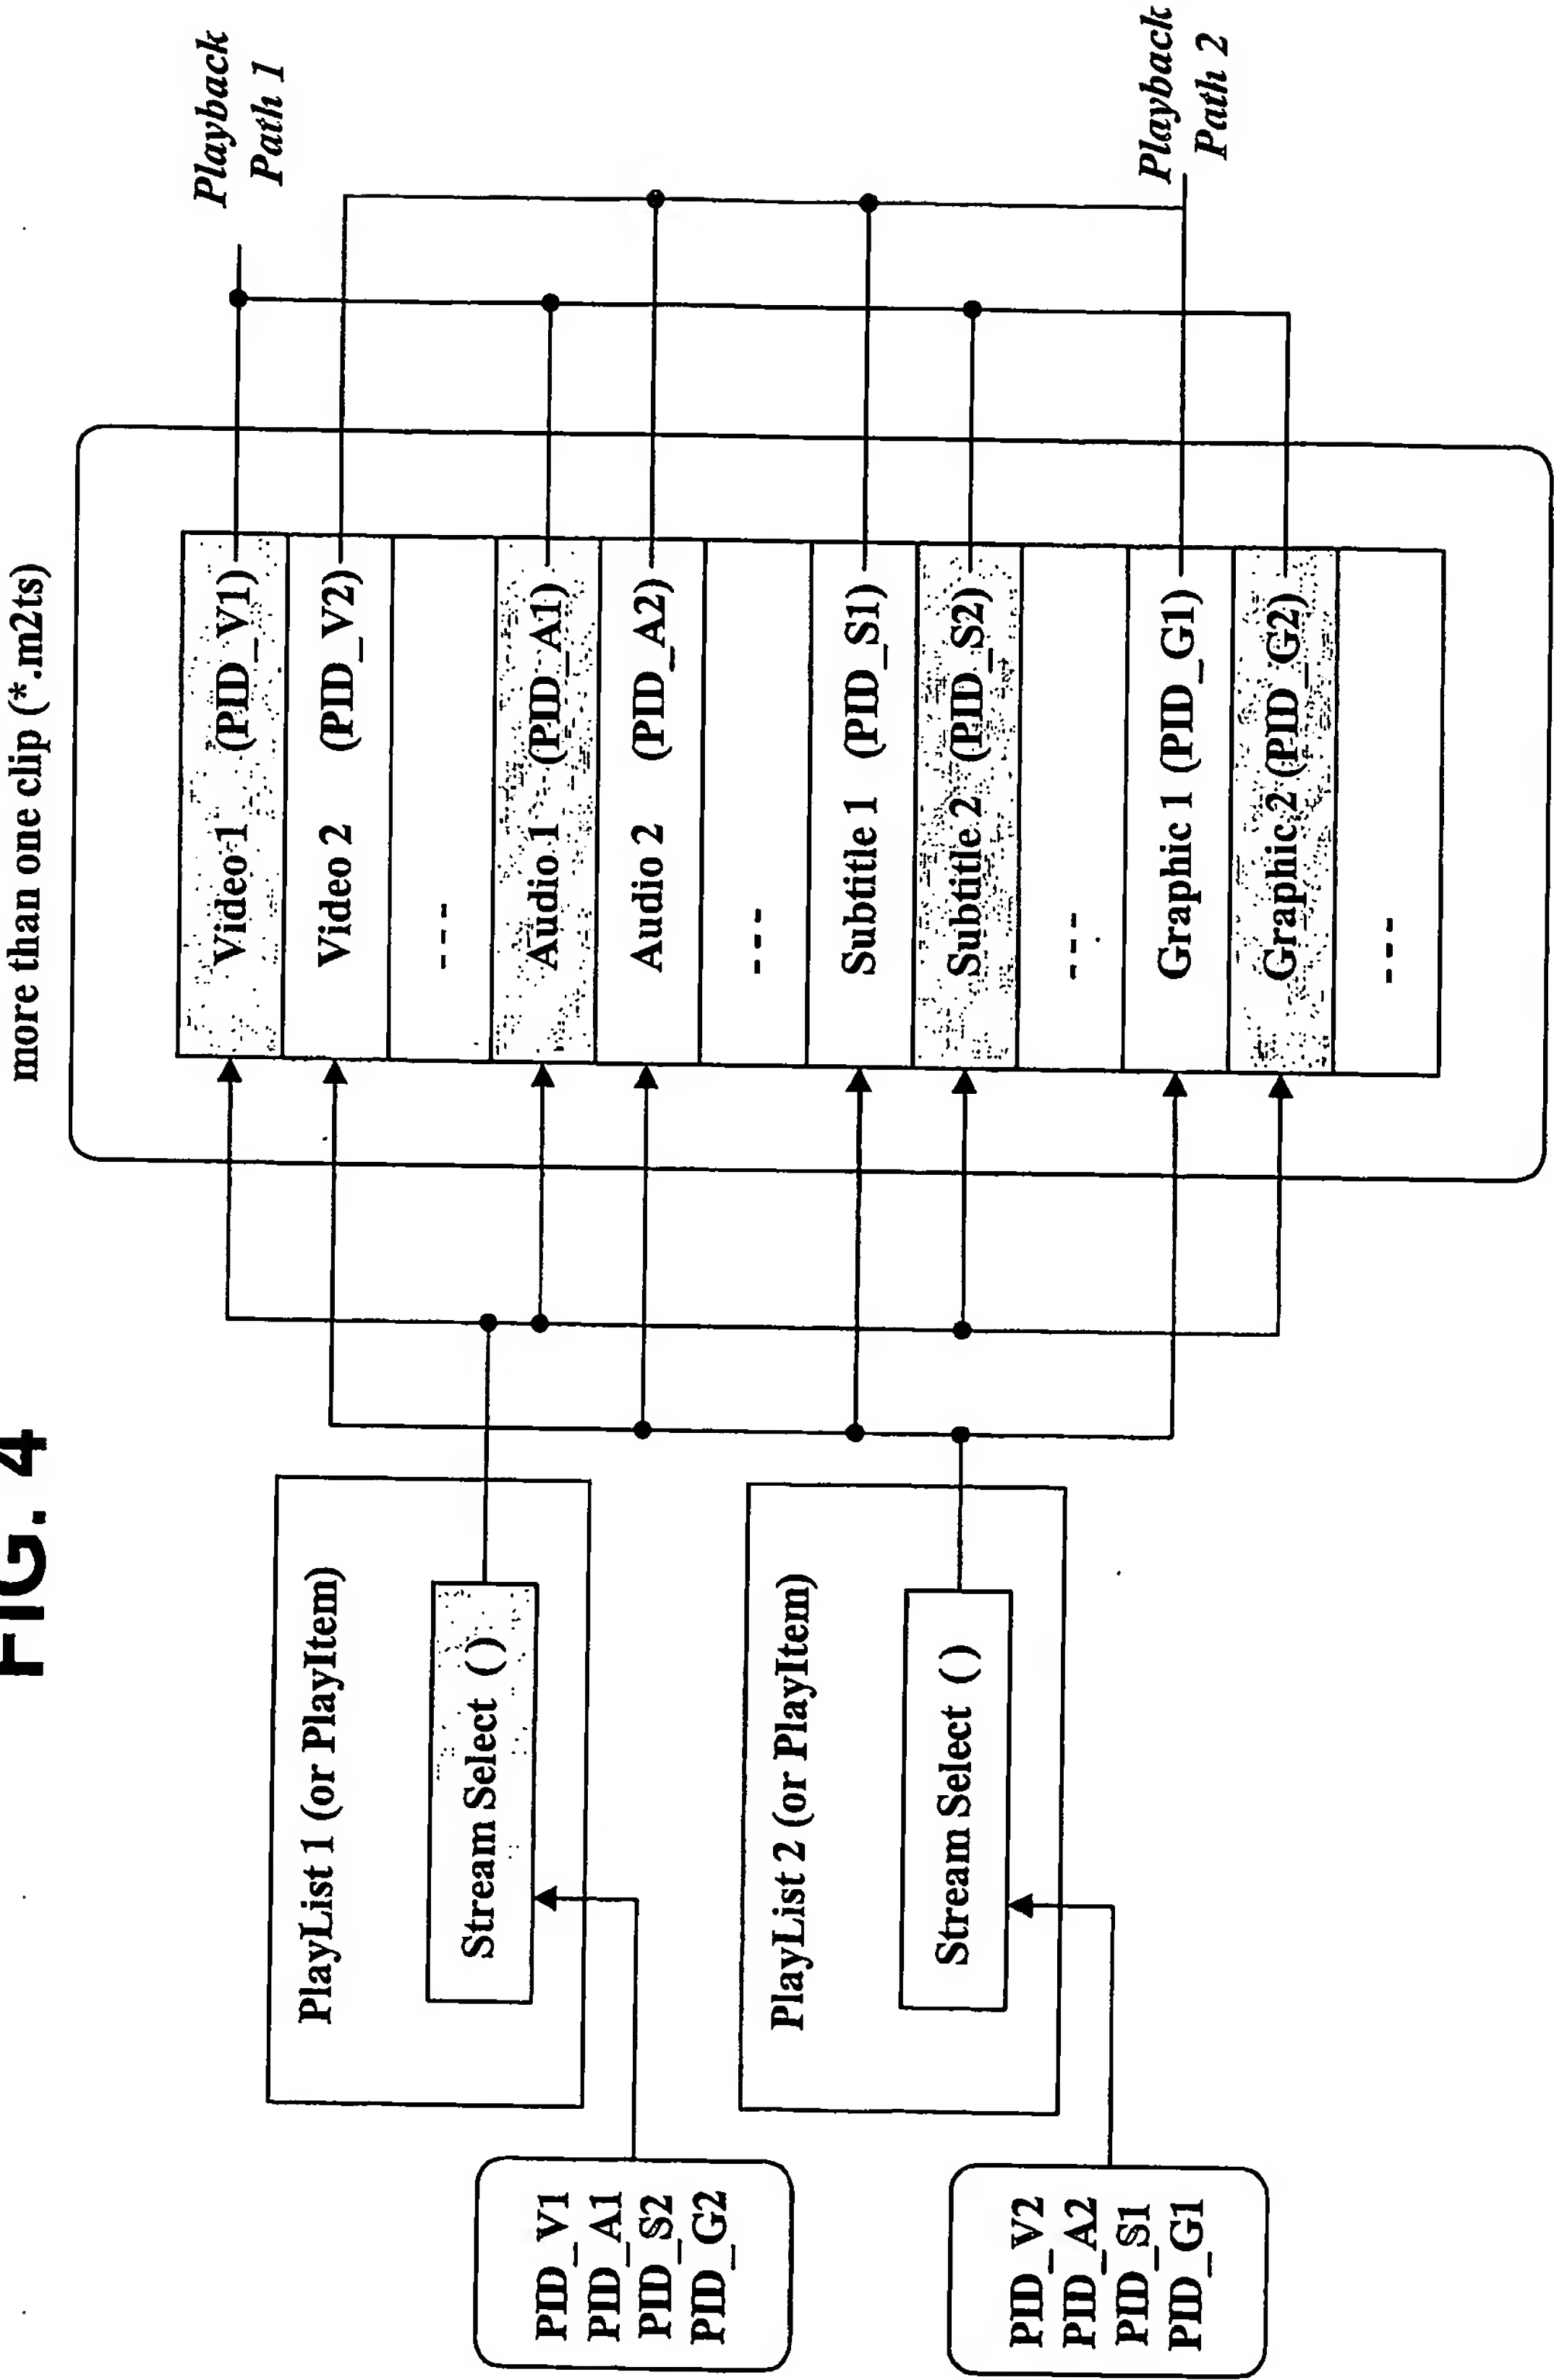 FIG. 4
more than one clip (*.m2ts)
PID_V1
PID_A1
PID_S2
PID_G2
PlayList 1 (or PlayItem)
Stream Select ( )
PID_V2
PID_A2
PID_S1
PID_G1
PlayList 2 (or PlayItem)
Stream Select ( )
Video 1 (PID_V1)
Video 2 (PID_V2)
---
Audio 1 (PID_A1)
Audio 2 (PID_A2)
---
Subtitle 1 (PID_S1)
Subtitle 2 (PID_S2)
---
Graphic 1 (PID_G1)
Graphic 2 (PID_G2)
---
Playback
Path 1
Playback
Path 2